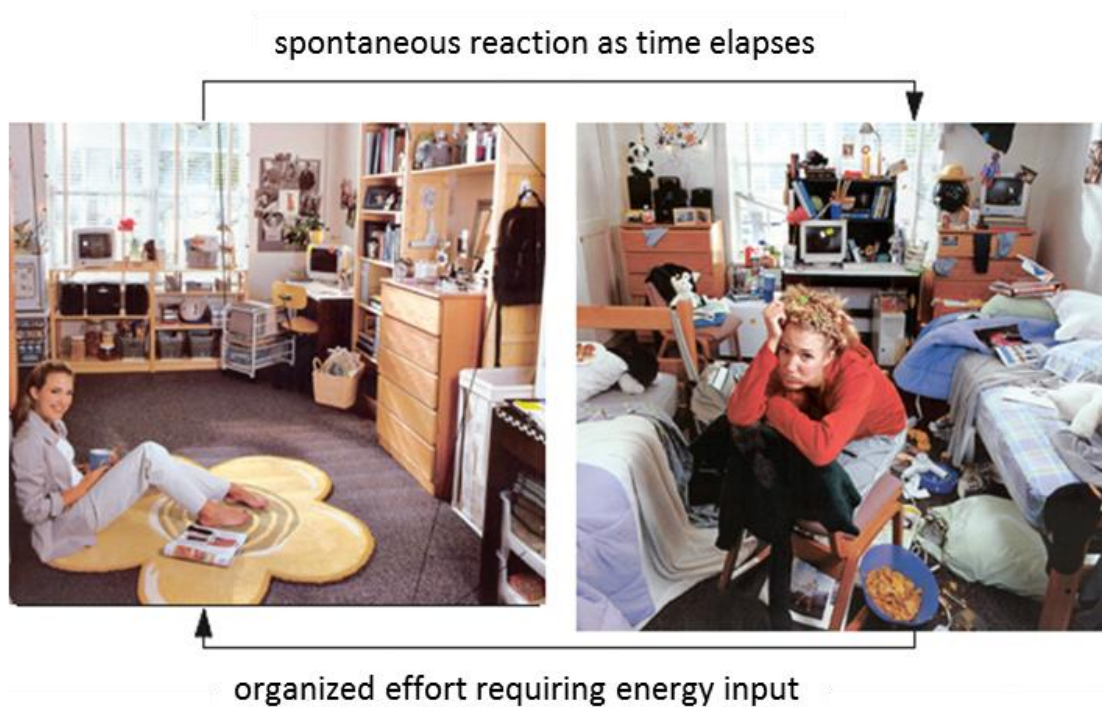 spontaneous reaction as time elapses
organized effort requiring energy input